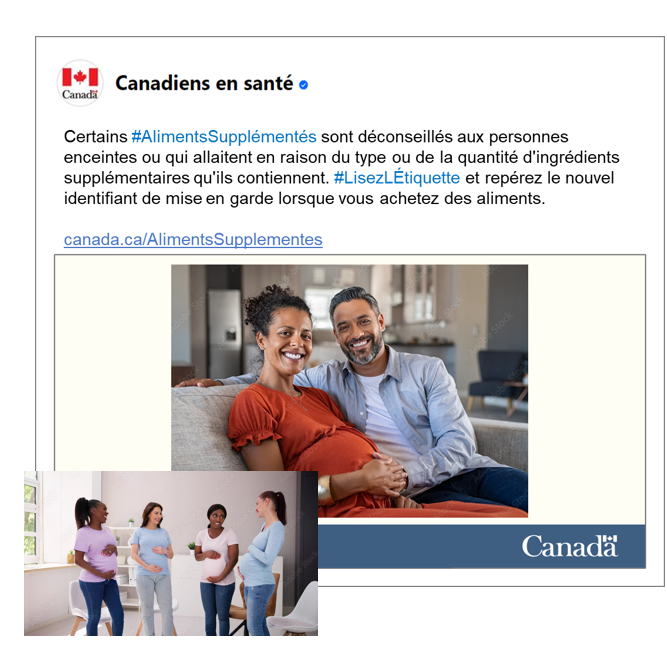 Canada
Canadiens en santé
Certains #AlimentsSupplémentés sont déconseillés aux personnes
enceintes ou qui allaitent en raison du type ou de la quantité d'ingrédients
supplémentaires qu'ils contiennent. #LisezLÉtiquette et repérez le nouvel
identifiant de mise en garde lorsque vous achetez des aliments.
canada.ca/AlimentsSupplementes
Canada